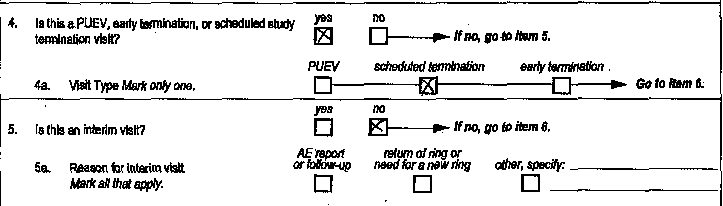 yes no
4. Is this a PUEV, early termination, or scheduled study
termination visit? If no, go to item 5.
PUEV scheduled termination early termination
4a. Visit Type Mark only one. Go to item 6.
yes no
5. Is this an interim visit? If no, go to item 6.
AE report return of ring or
or follow-up need for a new ring other, specify:
5a. Reason for interim visit
Mark all that apply.